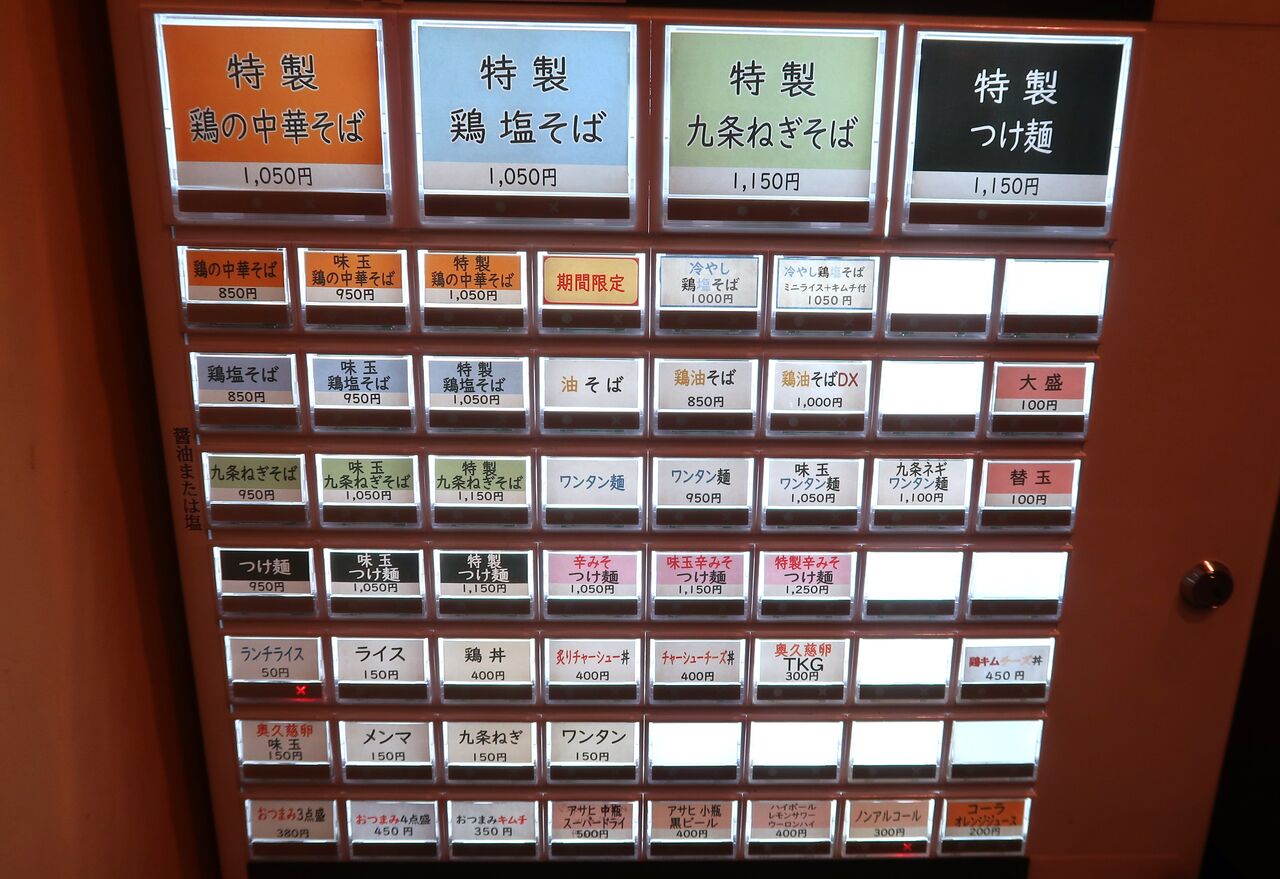 特製
鶏の中華そば
1,050円
特製
鶏塩そば
1,050円
特製
九条ねぎそば
1,150円
特製
つけ麺
1,150円
鶏の中華そば
850円
味玉
鶏の中華そば
950円
特製
鶏の中華そば
1,050円
期間限定
冷やし
鶏塩そば
1000円
冷やし鶏塩そば
ミニライス+キムチ付
1050円
鶏塩そば
850円
味玉
鶏塩そば
950円
特製
鶏塩そば
1,050円
油そば
鶏油そば
850円
鶏油そばDX
1,000円
大盛
100円
醤油または塩
九条ねぎそば
950円
味玉
九条ねぎそば
1,050円
特製
九条ねぎそば
1,150円
ワンタン麺
ワンタン麺
950円
味玉
ワンタン麺
1,050円
九条ネギ
ワンタン麺
1,100円
替玉
100円
つけ麺
950円
味玉
つけ麺
1,050円
特製
つけ麺
1,150円
辛みそ
つけ麺
1,050円
味玉辛みそ
つけ麺
1,150円
特製辛みそ
つけ麺
1,250円
ランチライス
50円
ライス
150円
鶏丼
400円
炙りチャーシュー丼
400円
チャーシューチーズ丼
400円
奥久慈卵
TKG
300円
鶏キムチーズ丼
450円
奥久慈卵
味玉
150円
メンマ
150円
九条ねぎ
150円
ワンタン
150円
おつまみ3点盛
380円
おつまみ4点盛
450円
おつまみキムチ
350円
アサヒ 中瓶
スーパードライ
500円
アサヒ 小瓶
黒ビール
400円
ハイボール
レモンサワー
ウーロンハイ
400円
ノンアルコール
300円
コーラ
オレンジジュース
200円